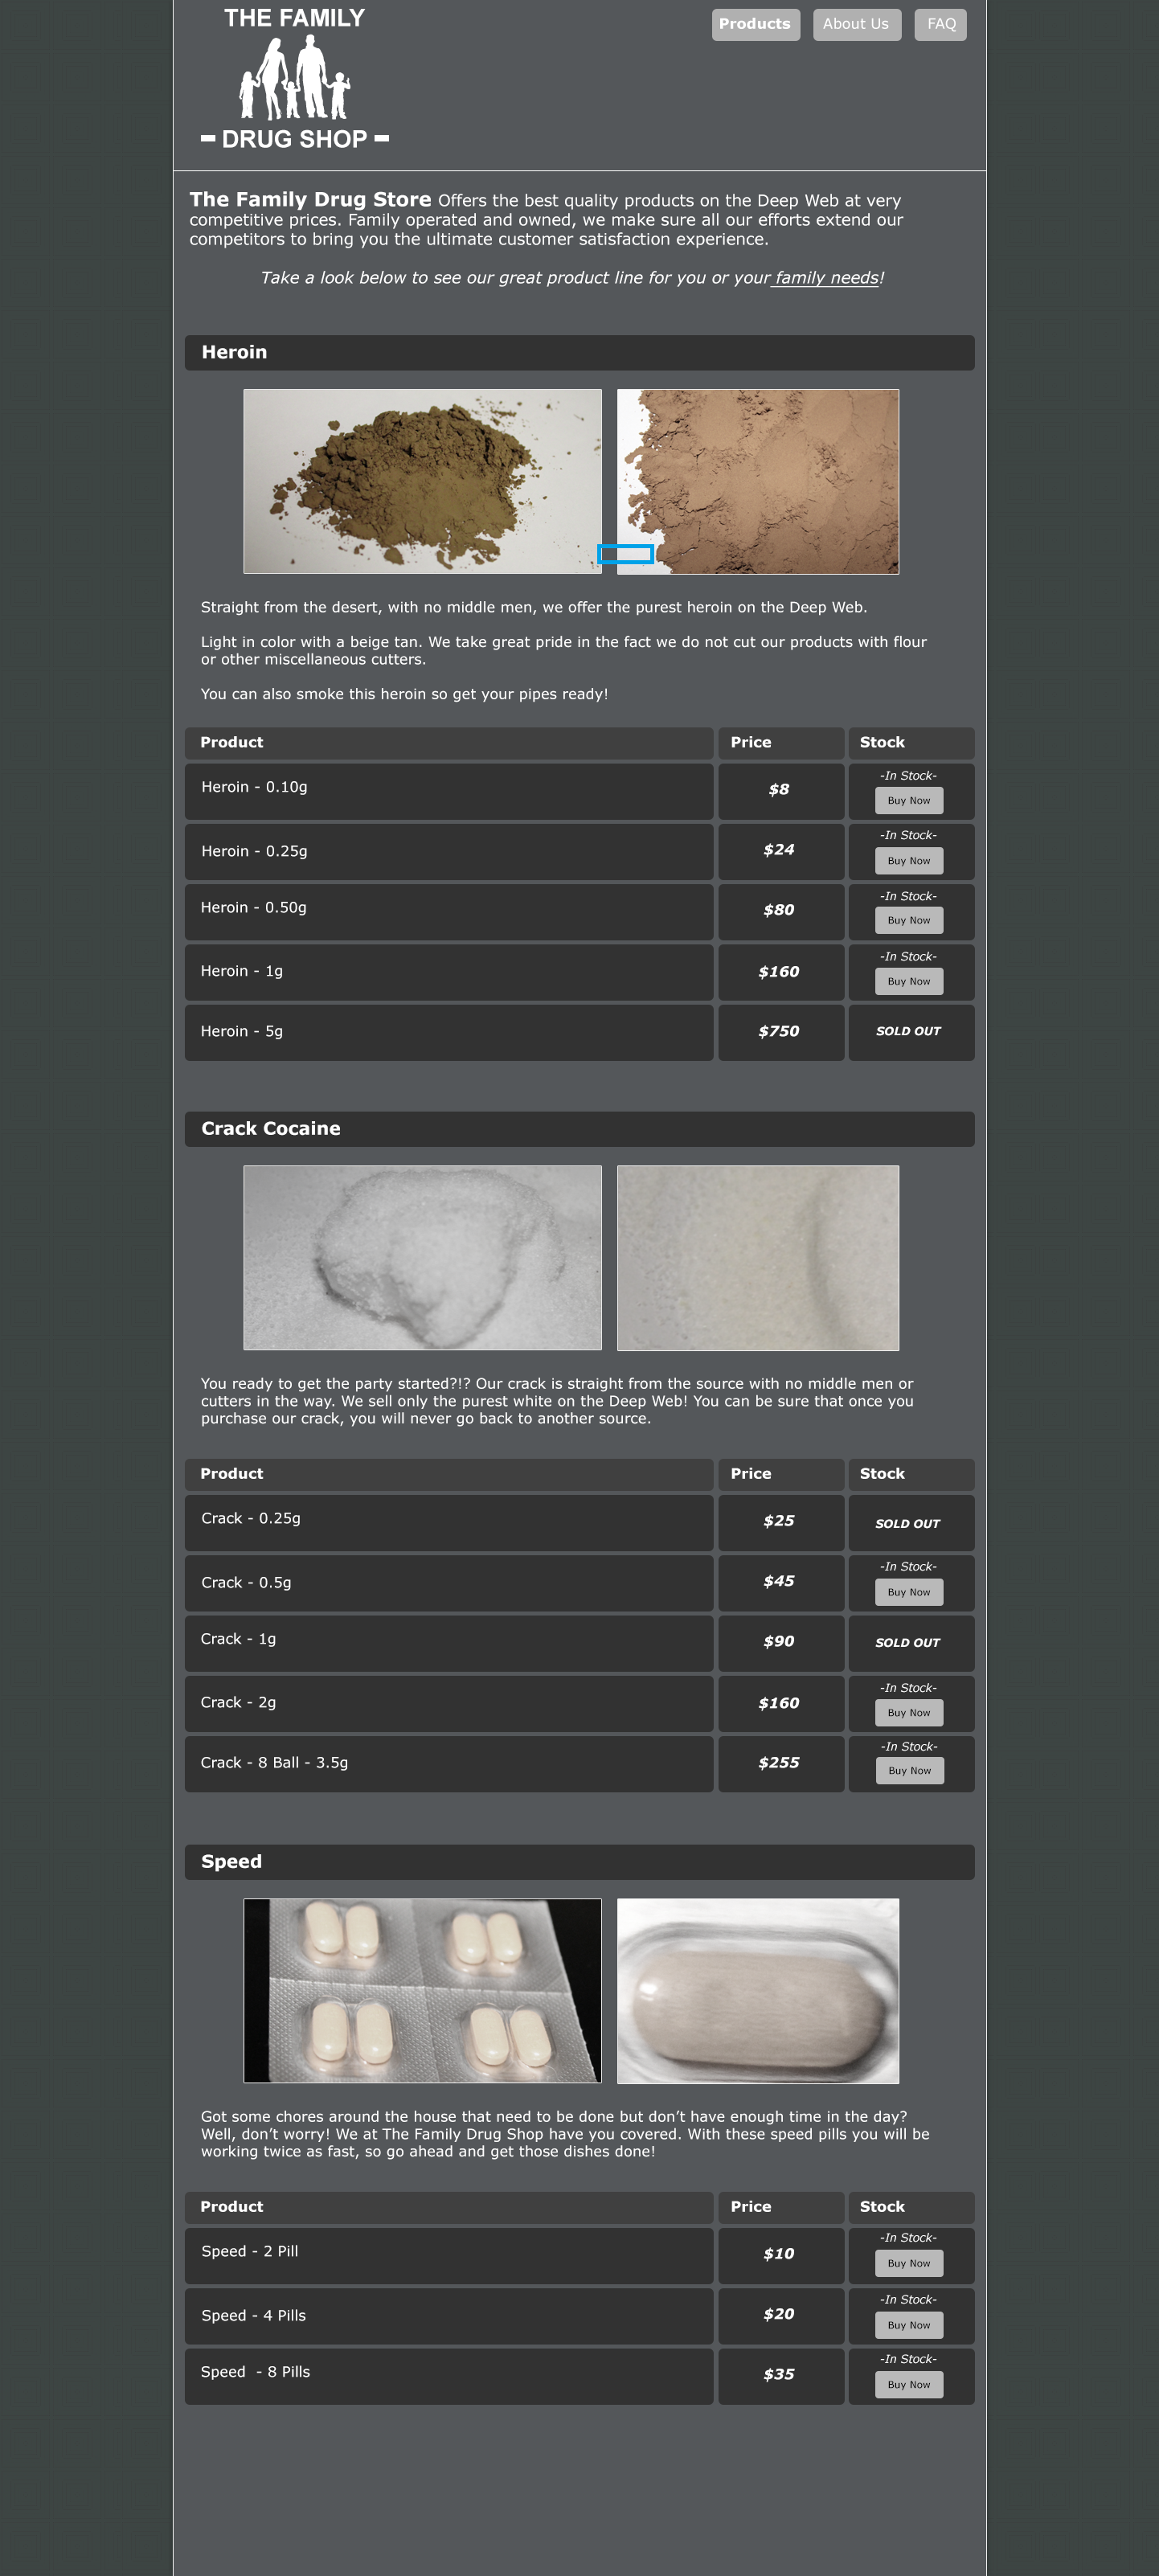 THE FAMILY
DRUG SHOP
Products About Us FAQ
The Family Drug Store Offers the best quality products on the Deep Web at very
competitive prices. Family operated and owned, we make sure all our efforts extend our
competitors to bring you the ultimate customer satisfaction experience.
Take a look below to see our great product line for you or your family needs!
Heroin
Straight from the desert, with no middle men, we offer the purest heroin on the Deep Web.
Light in color with a beige tan. We take great pride in the fact we do not cut our products with flour
or other miscellaneous cutters.
You can also smoke this heroin so get your pipes ready!
Product Price Stock
Heroin - 0.10g $8 -In Stock-
Buy Now
Heroin - 0.25g $24 -In Stock-
Buy Now
Heroin - 0.50g $80 -In Stock-
Buy Now
Heroin - 1g $160 -In Stock-
Buy Now
Heroin - 5g $750 SOLD OUT
Crack Cocaine
You ready to get the party started?!? Our crack is straight from the source with no middle men or
cutters in the way. We sell only the purest white on the Deep Web! You can be sure that once you
purchase our crack, you will never go back to another source.
Product Price Stock
Crack - 0.25g $25 SOLD OUT
Crack - 0.5g $45 -In Stock-
Buy Now
Crack - 1g $90 SOLD OUT
Crack - 2g $160 -In Stock-
Buy Now
Crack - 8 Ball - 3.5g $255 -In Stock-
Buy Now
Speed
Got some chores around the house that need to be done but don’t have enough time in the day?
Well, don’t worry! We at The Family Drug Shop have you covered. With these speed pills you will be
working twice as fast, so go ahead and get those dishes done!
Product Price Stock
Speed - 2 Pill $10 -In Stock-
Buy Now
Speed - 4 Pills $20 -In Stock-
Buy Now
Speed - 8 Pills $35 -In Stock-
Buy Now